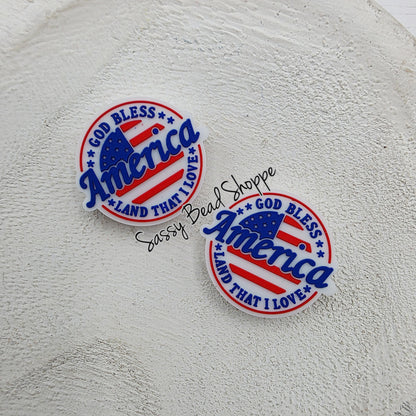 GOD BLESS
America
LAND THAT I LOVE
Sassy Bead Shoppe
GOD BLESS
America
LAND THAT I LOVE